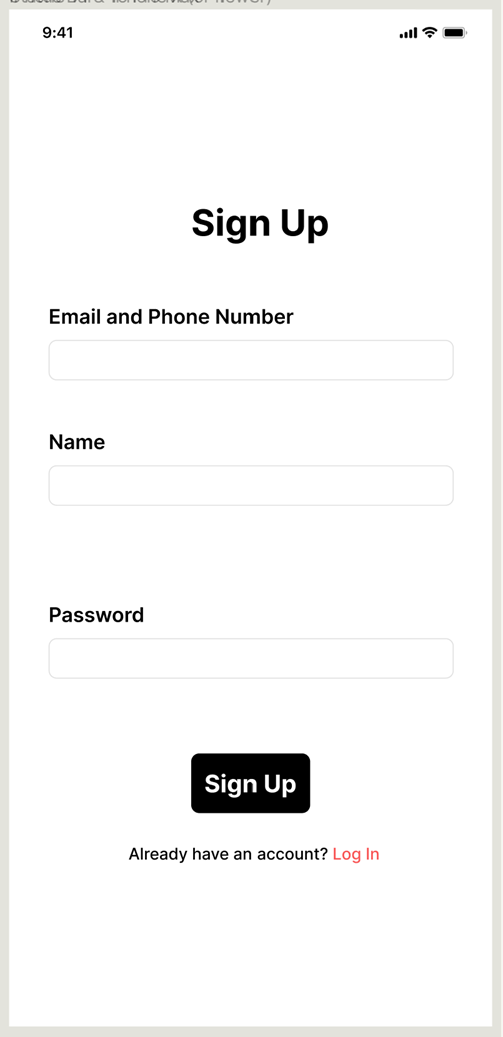 9:41
Sign Up
Email and Phone Number
Name
Password
Sign Up
Already have an account? Log In